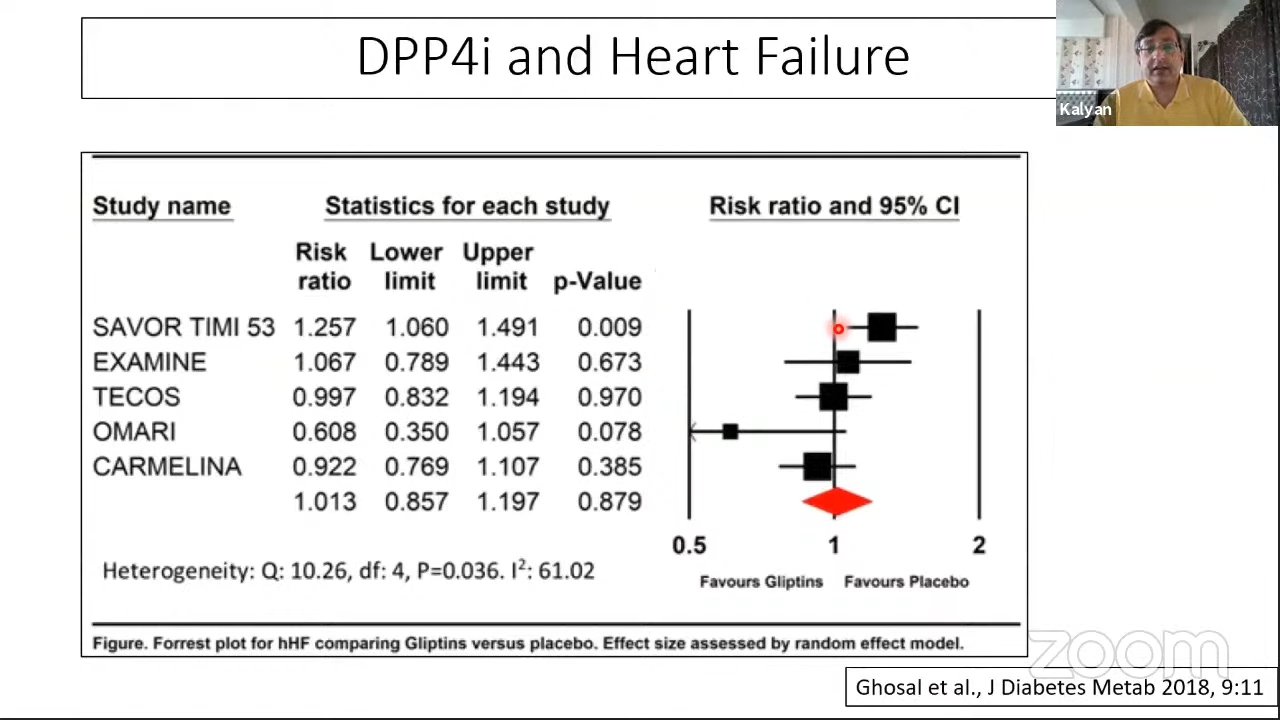 DPP4i and Heart Failure
Kalyan
Study name Statistics for each study Risk ratio and 95% CI
Risk ratio Lower limit Upper limit p-Value
SAVOR TIMI 53 1.257 1.060 1.491 0.009
EXAMINE 1.067 0.789 1.443 0.673
TECOS 0.997 0.832 1.194 0.970
OMARI 0.608 0.350 1.057 0.078
CARMELINA 0.922 0.769 1.107 0.385
1.013 0.857 1.197 0.879
0.5 1 2
Favours Gliptins Favours Placebo
Heterogeneity: Q: 10.26, df: 4, P=0.036. I²: 61.02
Figure. Forrest plot for hHF comparing Gliptins versus placebo. Effect size assessed by random effect model.
zoom
Ghosal et al., J Diabetes Metab 2018, 9:11